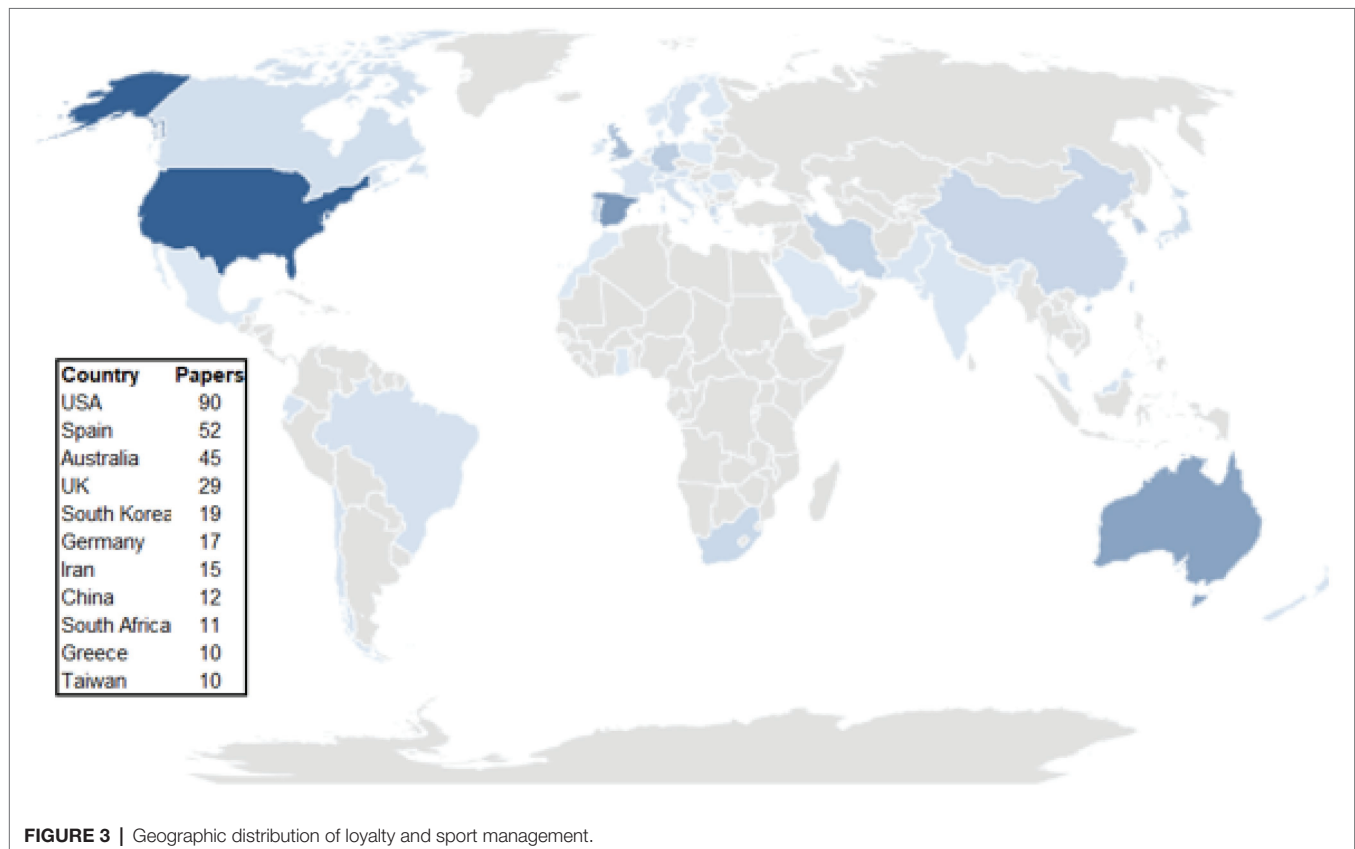 Country Papers
USA 90
Spain 52
Australia 45
UK 29
South Korea 19
Germany 17
Iran 15
China 12
South Africa 11
Greece 10
Taiwan 10
FIGURE 3 | Geographic distribution of loyalty and sport management.